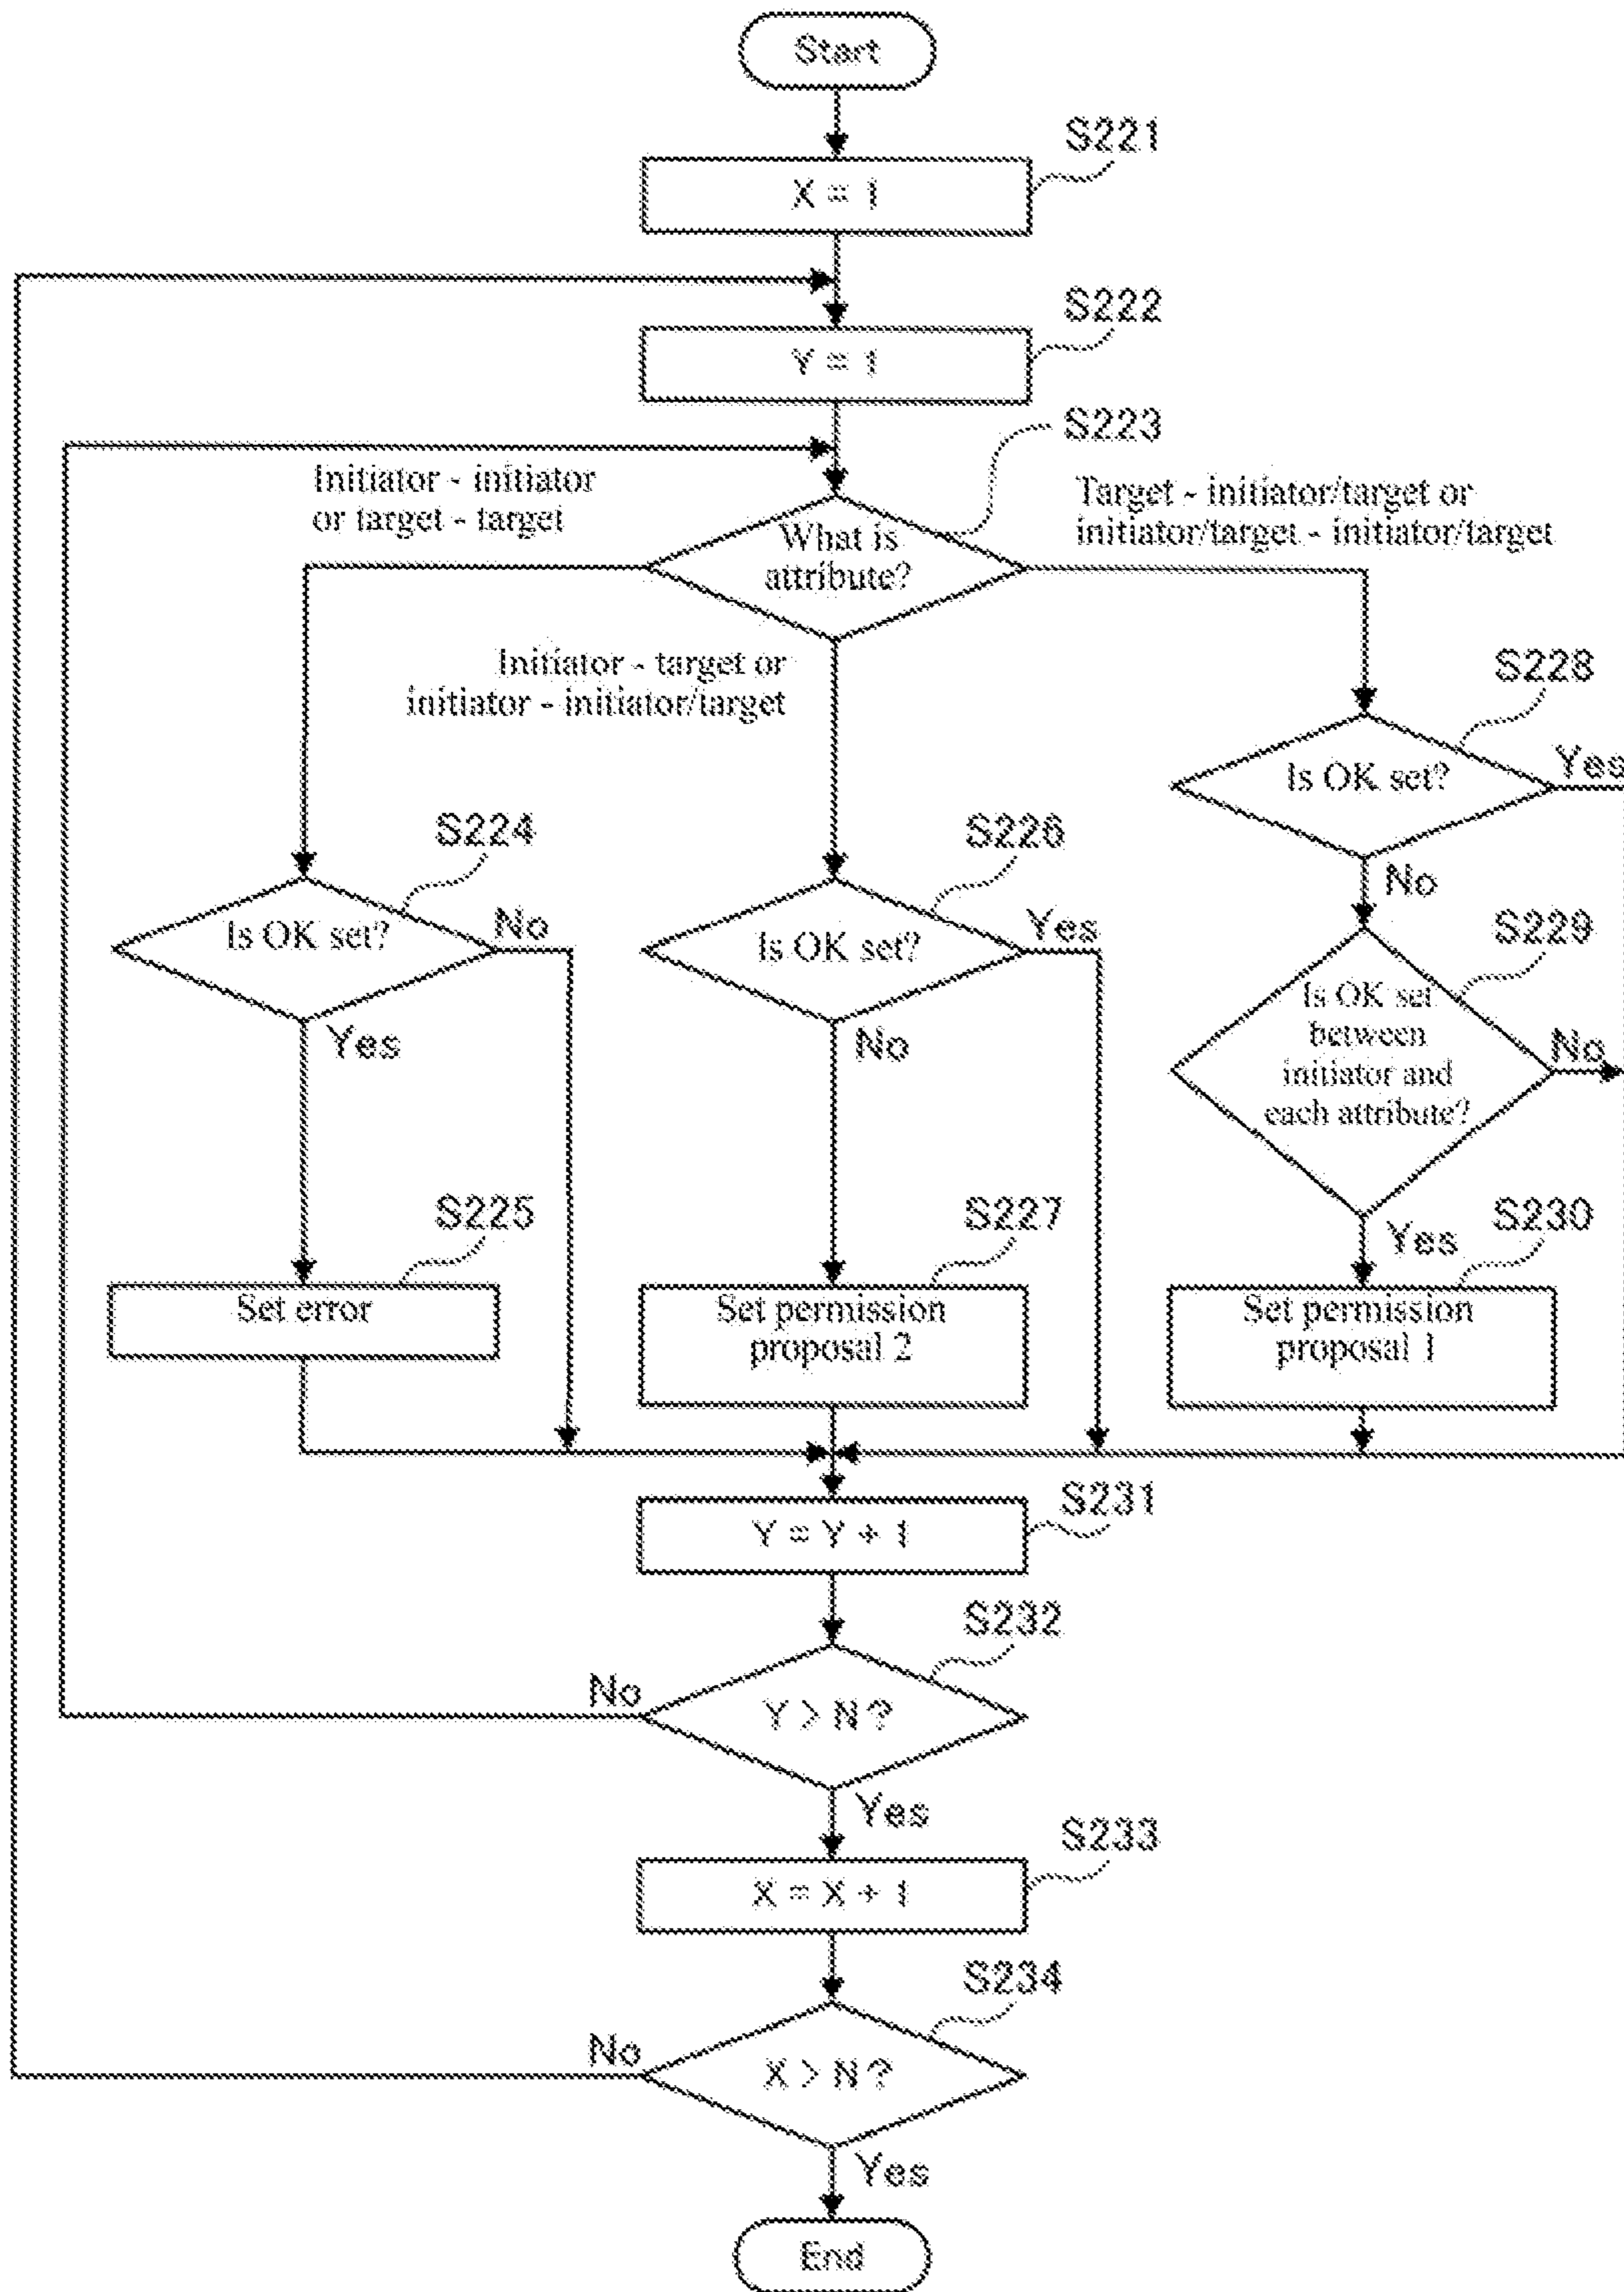 Start
S221
X = 1
S222
Y = 1
S223
Initiator - initiator
or target - target
Target - initiator/target or
initiator/target - initiator/target
What is
attribute?
Initiator - target or
initiator - initiator/target
S228
Is OK set?
Yes
No
S224
Is OK set?
No
Yes
S226
Is OK set?
Yes
No
S229
Is OK set
between
initiator and
each attribute?
No
Yes
S225
Set error
S227
Set permission
proposal 2
S230
Set permission
proposal 1
S231
Y = Y + 1
S232
Y > N ?
No
Yes
S233
X = X + 1
S234
X > N ?
No
Yes
End